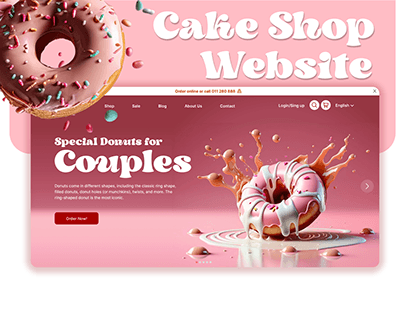 Cake Shop
Website
Order online or call 011 280 680
Shop Sale Blog About Us Contact Login/Sing up English
Special Donuts for
Couples
Donuts come in different shapes, including the classic ring shape,
filled donuts, donut holes (or munchkins), twists, and more. The
ring-shaped donut is the most iconic.
Order Now!